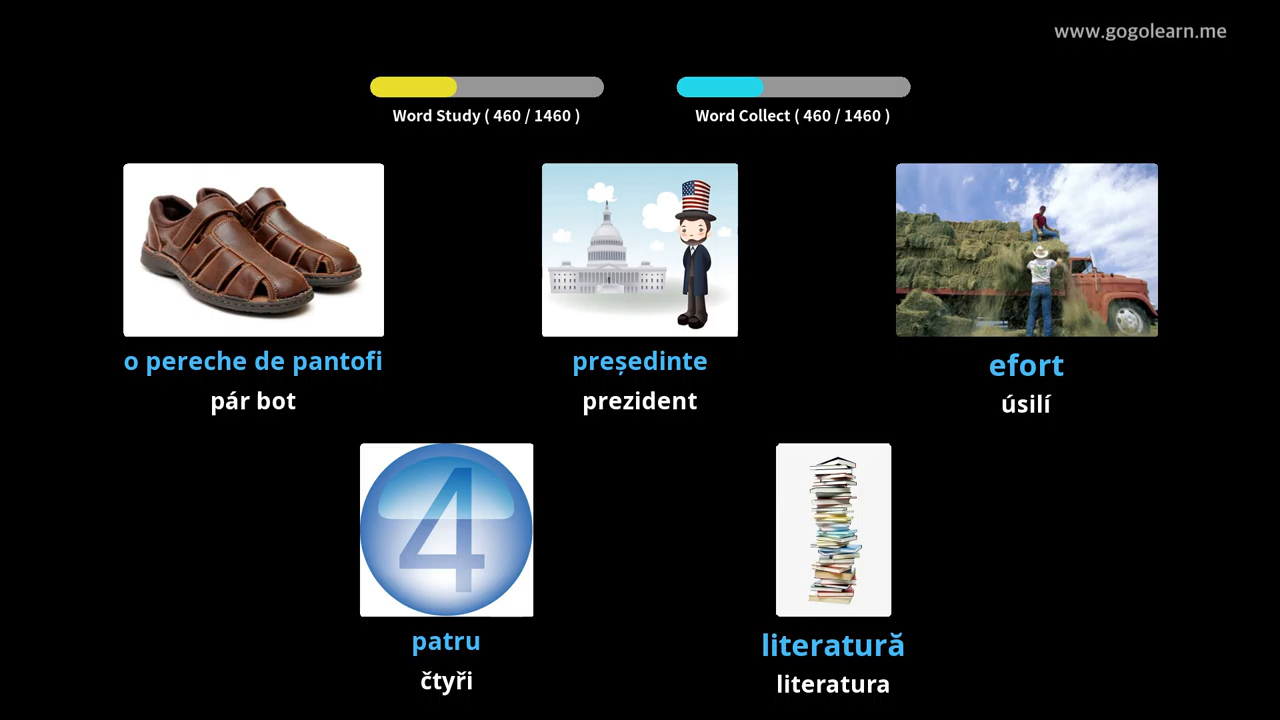 www.gogolearn.me
Word Study ( 460 / 1460 )
Word Collect ( 460 / 1460 )
o pereche de pantofi
pár bot
președinte
prezident
efort
úsilí
4
patru
čtyři
literatură
literatura